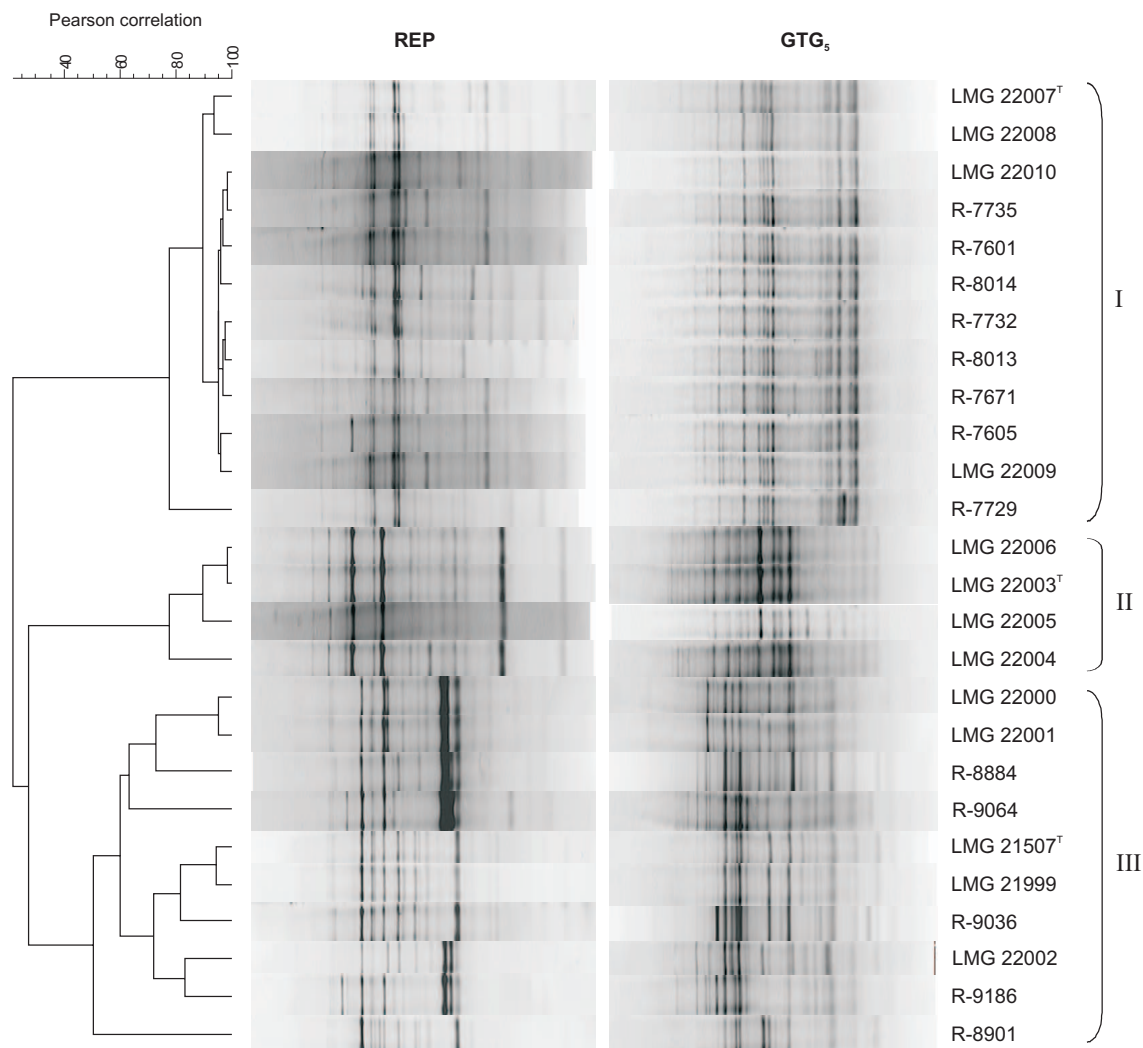 Pearson correlation
40 60 80 100
REP GTG₅
LMG 22007ᵀ
LMG 22008
LMG 22010
R-7735
R-7601
R-8014
I
R-7732
R-8013
R-7671
R-7605
LMG 22009
R-7729
LMG 22006
LMG 22003ᵀ
II
LMG 22005
LMG 22004
LMG 22000
LMG 22001
R-8884
R-9064
LMG 21507ᵀ
III
LMG 21999
R-9036
LMG 22002
R-9186
R-8901